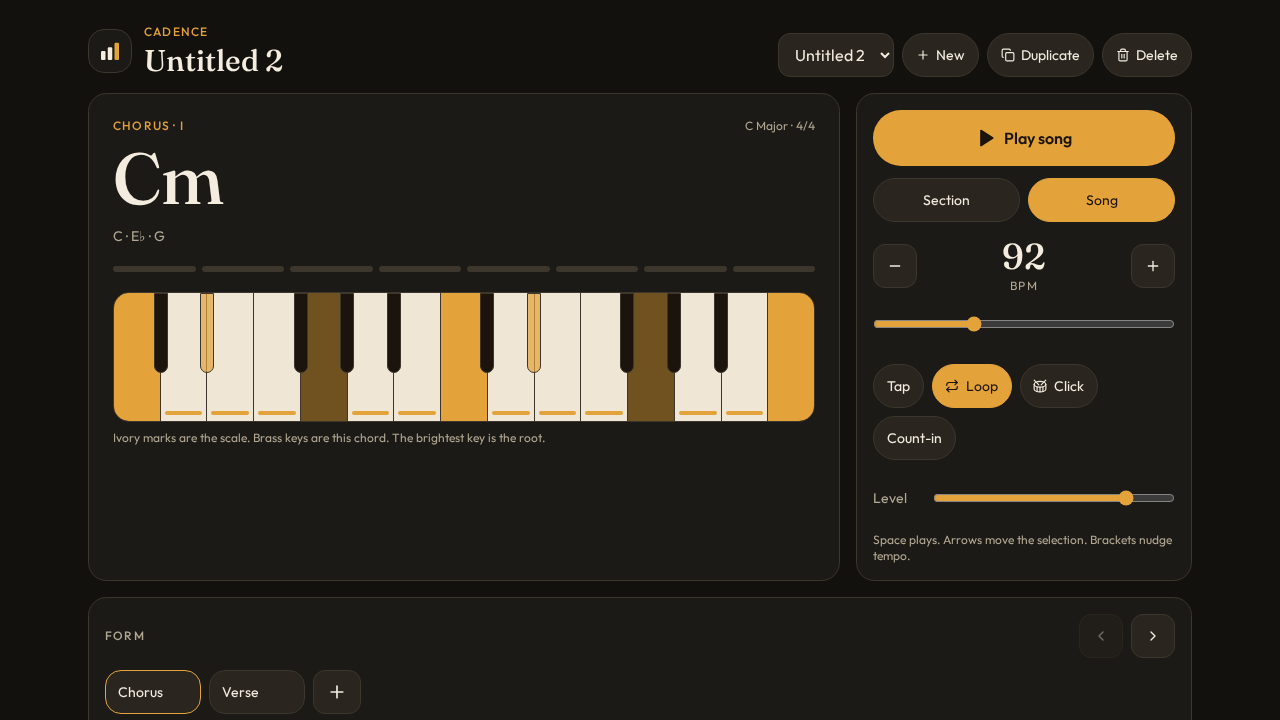 CADENCE
Untitled 2
Untitled 2
New
Duplicate
Delete
CHORUS · I
C Major · 4/4
Cm
C · E♭ · G
Ivory marks are the scale. Brass keys are this chord. The brightest key is the root.
Play song
Section
Song
92
BPM
Tap
Loop
Click
Count-in
Level
Space plays. Arrows move the selection. Brackets nudge
tempo.
FORM
Chorus
Verse